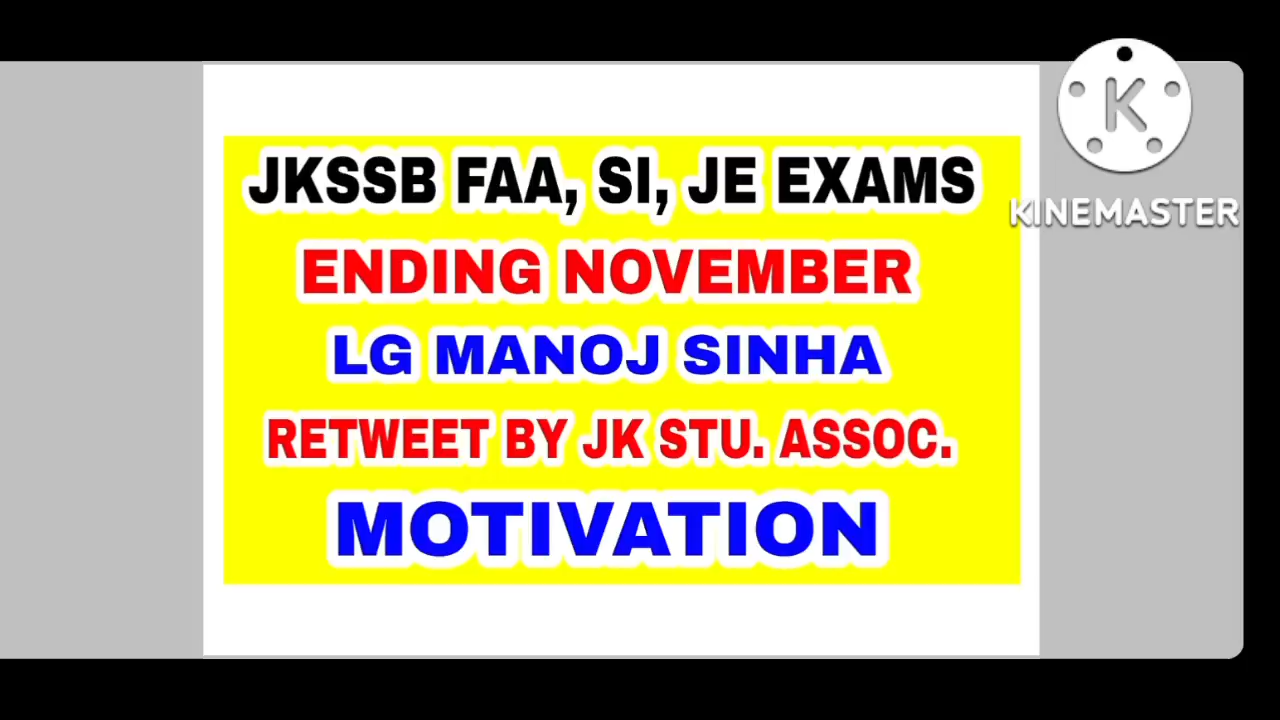 JKSSB FAA, SI, JE EXAMS
ENDING NOVEMBER
LG MANOJ SINHA
RETWEET BY JK STU. ASSOC.
MOTIVATION
K
KINEMASTER